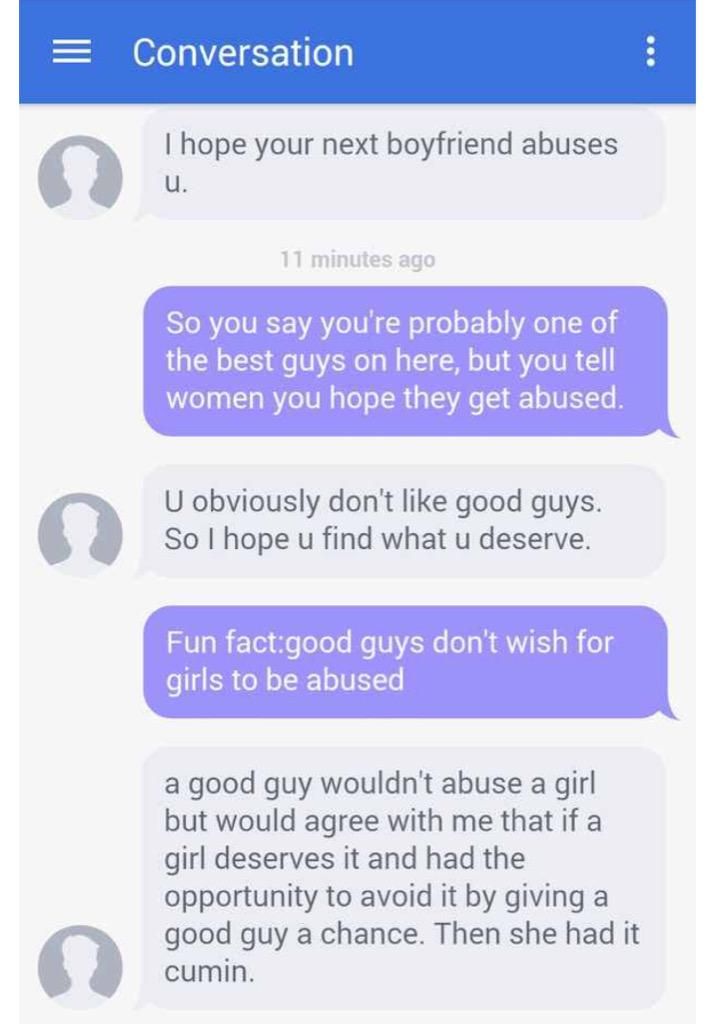 Conversation
I hope your next boyfriend abuses
u.
11 minutes ago
So you say you're probably one of
the best guys on here, but you tell
women you hope they get abused.
U obviously don't like good guys.
So I hope u find what u deserve.
Fun fact:good guys don't wish for
girls to be abused
a good guy wouldn't abuse a girl
but would agree with me that if a
girl deserves it and had the
opportunity to avoid it by giving a
good guy a chance. Then she had it
cumin.